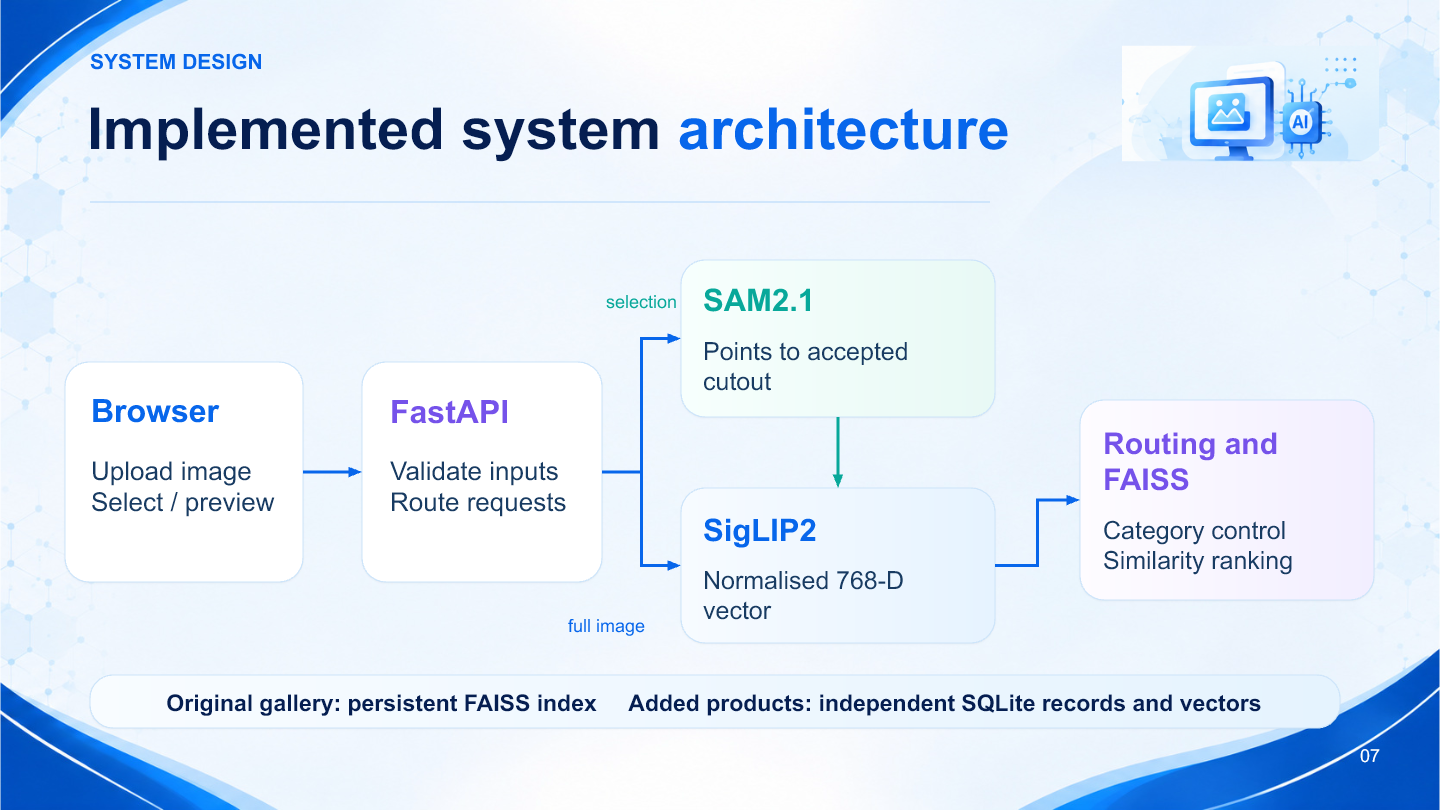 SYSTEM DESIGN
Implemented system architecture
AI
selection
SAM2.1
Points to accepted
cutout
Browser
Upload image
Select / preview
FastAPI
Validate inputs
Route requests
SigLIP2
Normalised 768-D
vector
full image
Routing and
FAISS
Category control
Similarity ranking
Original gallery: persistent FAISS index Added products: independent SQLite records and vectors
07